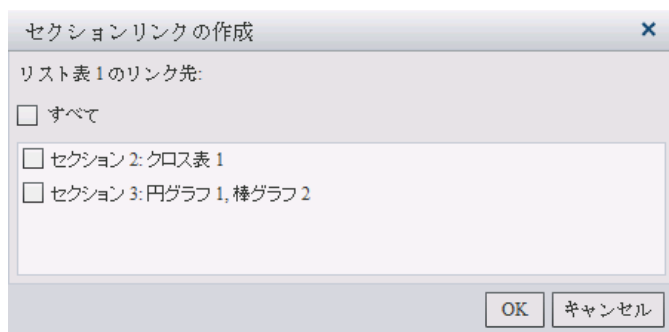 セクションリンクの作成
リスト表 1 のリンク先:
すべて
セクション 2: クロス表 1
セクション 3: 円グラフ 1, 棒グラフ 2
OK キャンセル